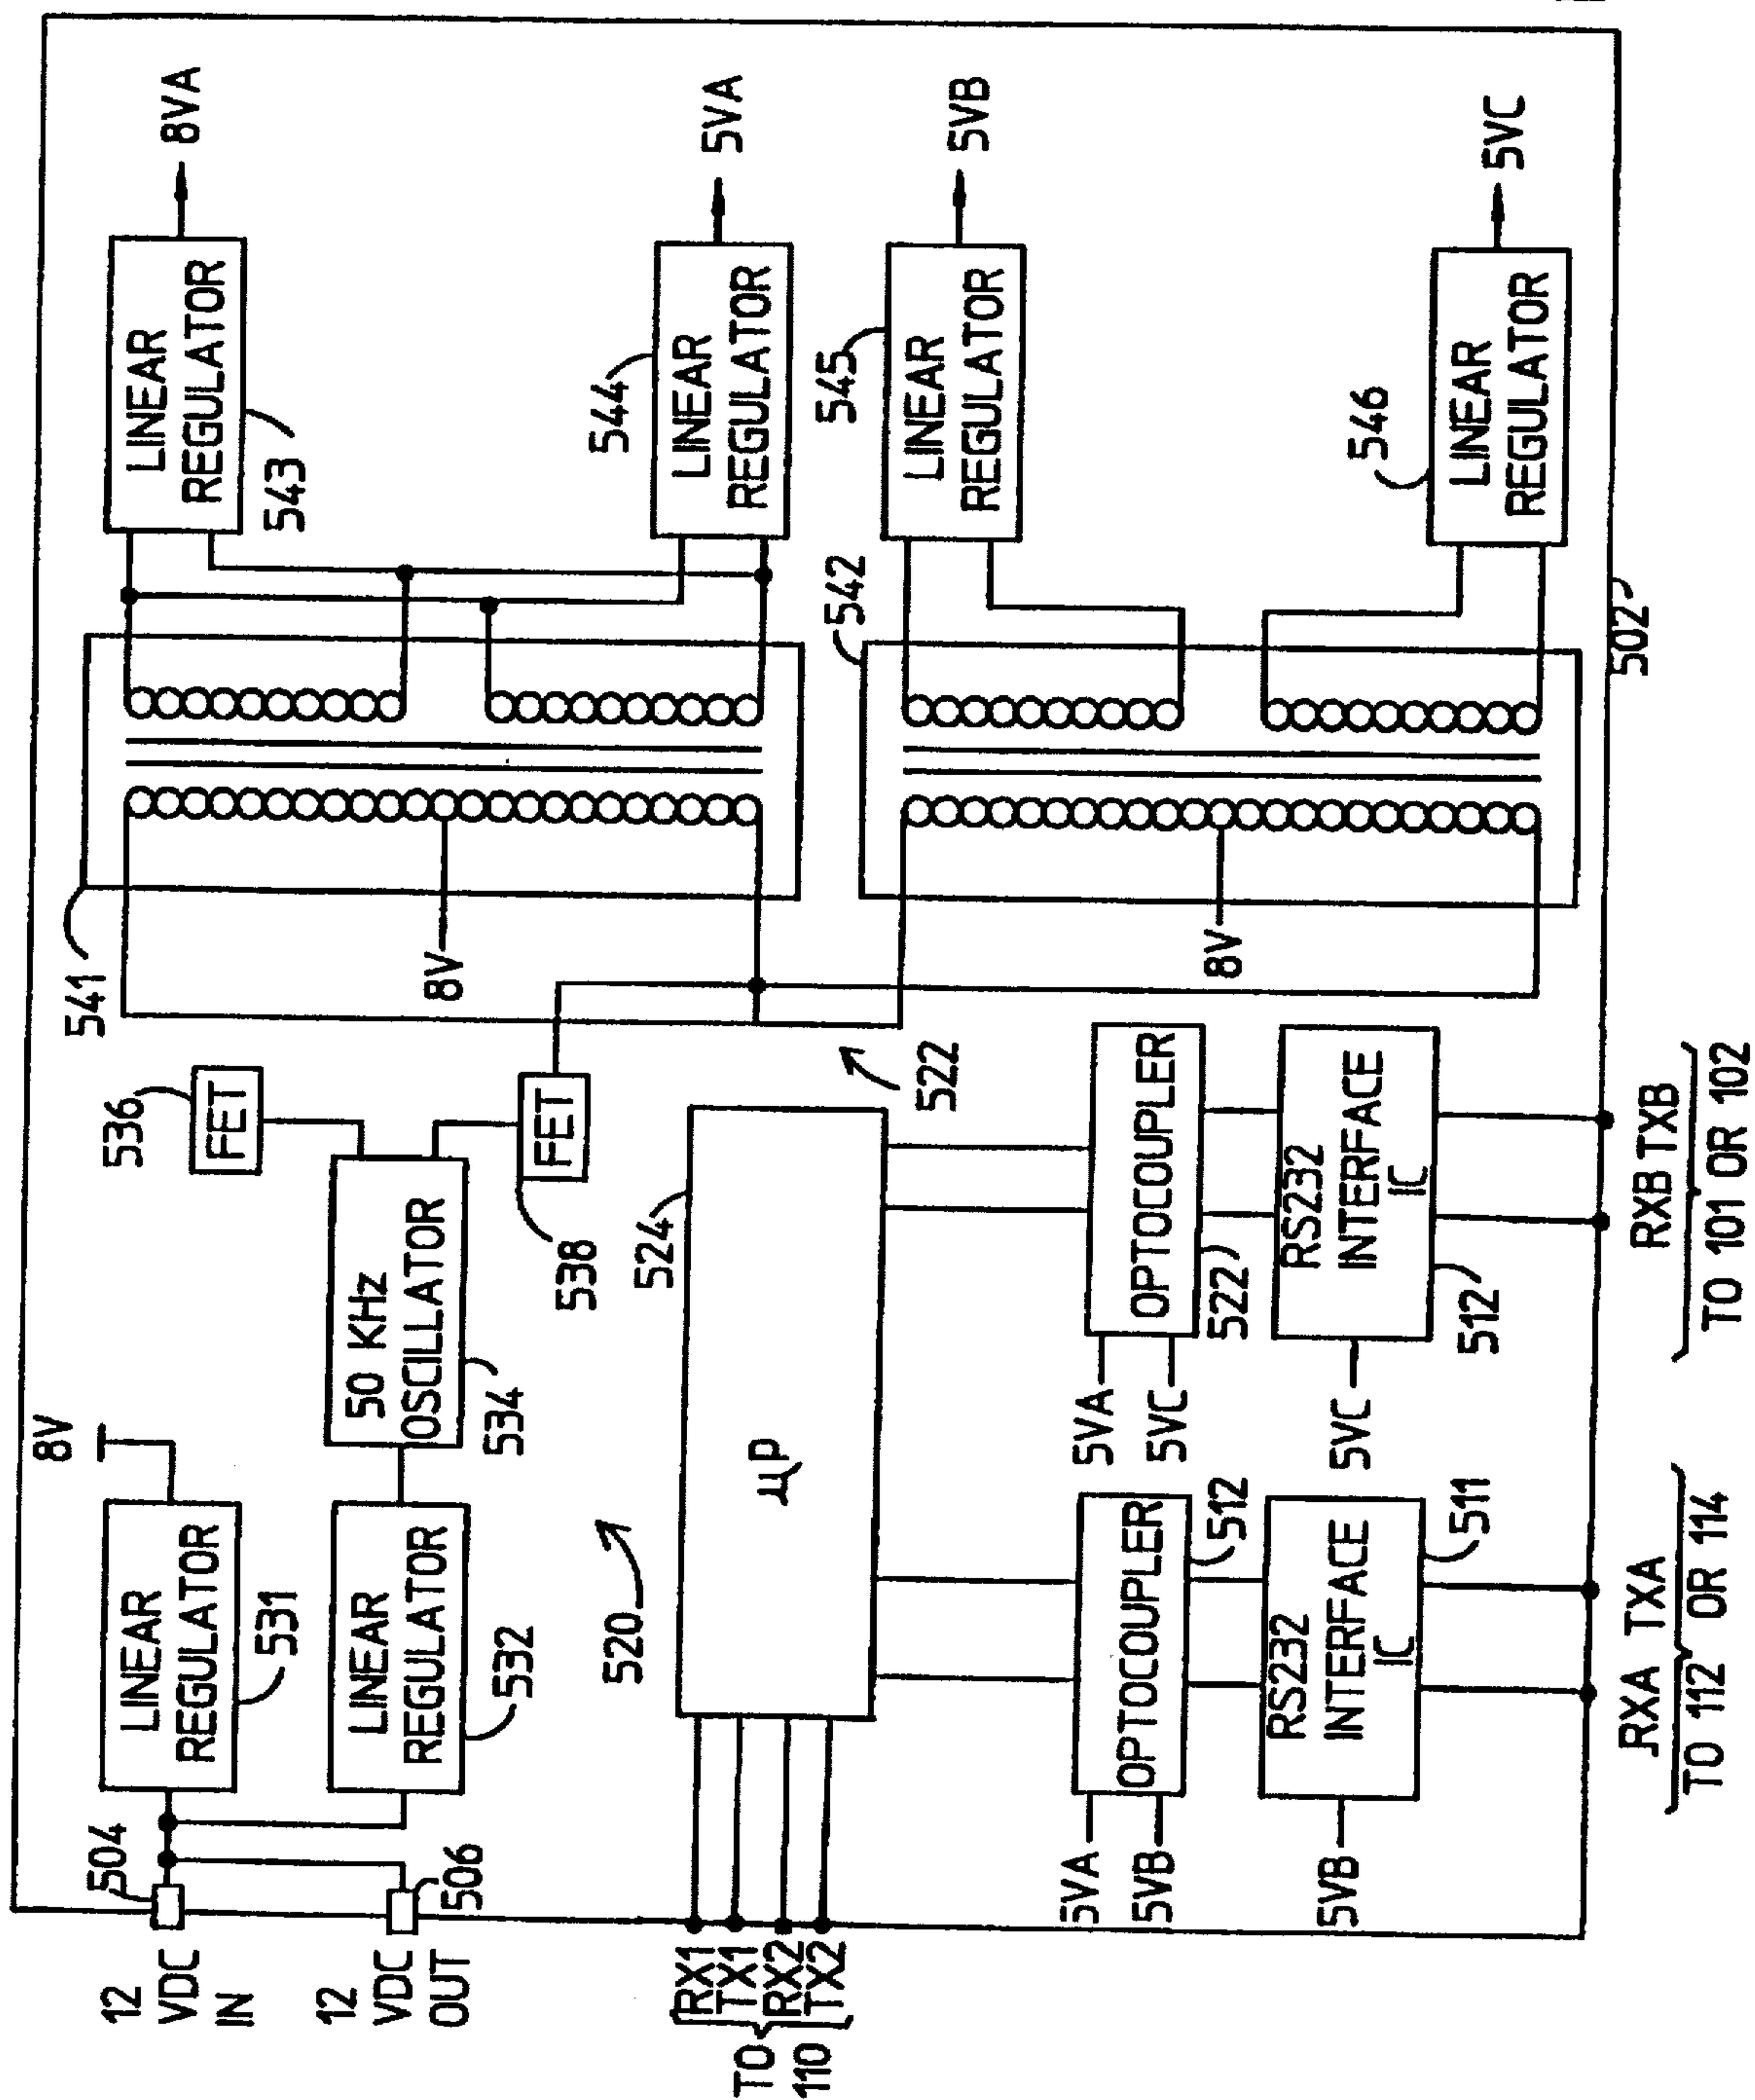 12
VDC
IN
504
LINEAR
REGULATOR
531
8V
12
VDC
OUT
506
LINEAR
REGULATOR
532
50 KHz
OSCILLATOR
534
536
FET
538
FET
541
8V
8V
542
522
LINEAR
REGULATOR
543
8VA
544
LINEAR
REGULATOR
5VA
545
LINEAR
REGULATOR
5VB
546
LINEAR
REGULATOR
5VC
520
524
μP
RX1
TX1
RX2
TX2
TO
110
5VA
5VB
OPTOCOUPLER
512
5VA
5VC
OPTOCOUPLER
522
5VB
RS232
INTERFACE
IC
511
5VC
RS232
INTERFACE
IC
512
502
RXA TXA
TO 112 OR 114
RXB TXB
TO 101 OR 102